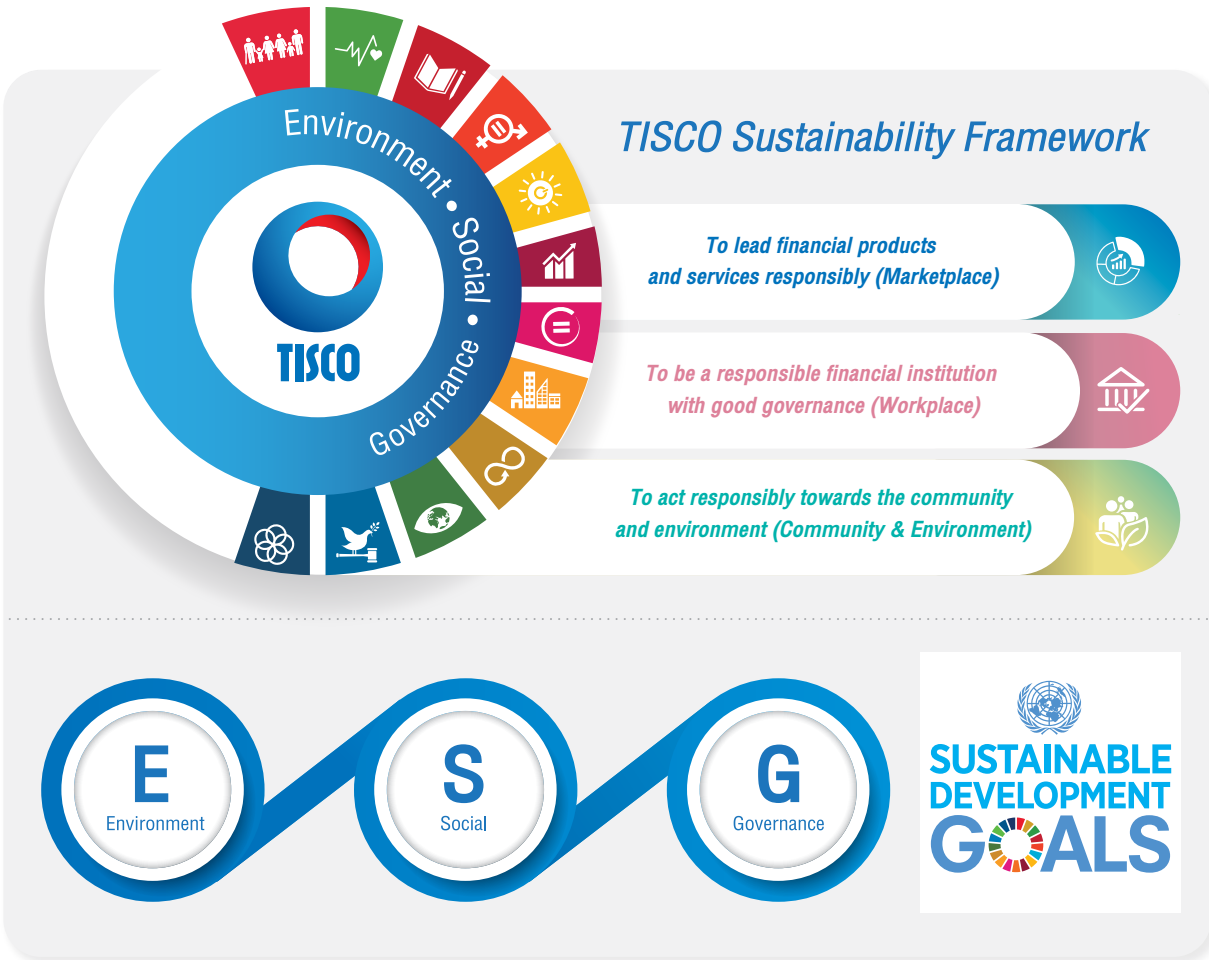 Environment • Social • Governance
TISCO
TISCO Sustainability Framework
To lead financial products
and services responsibly (Marketplace)
To be a responsible financial institution
with good governance (Workplace)
To act responsibly towards the community
and environment (Community & Environment)
E
Environment
S
Social
G
Governance
SUSTAINABLE
DEVELOPMENT
GOALS